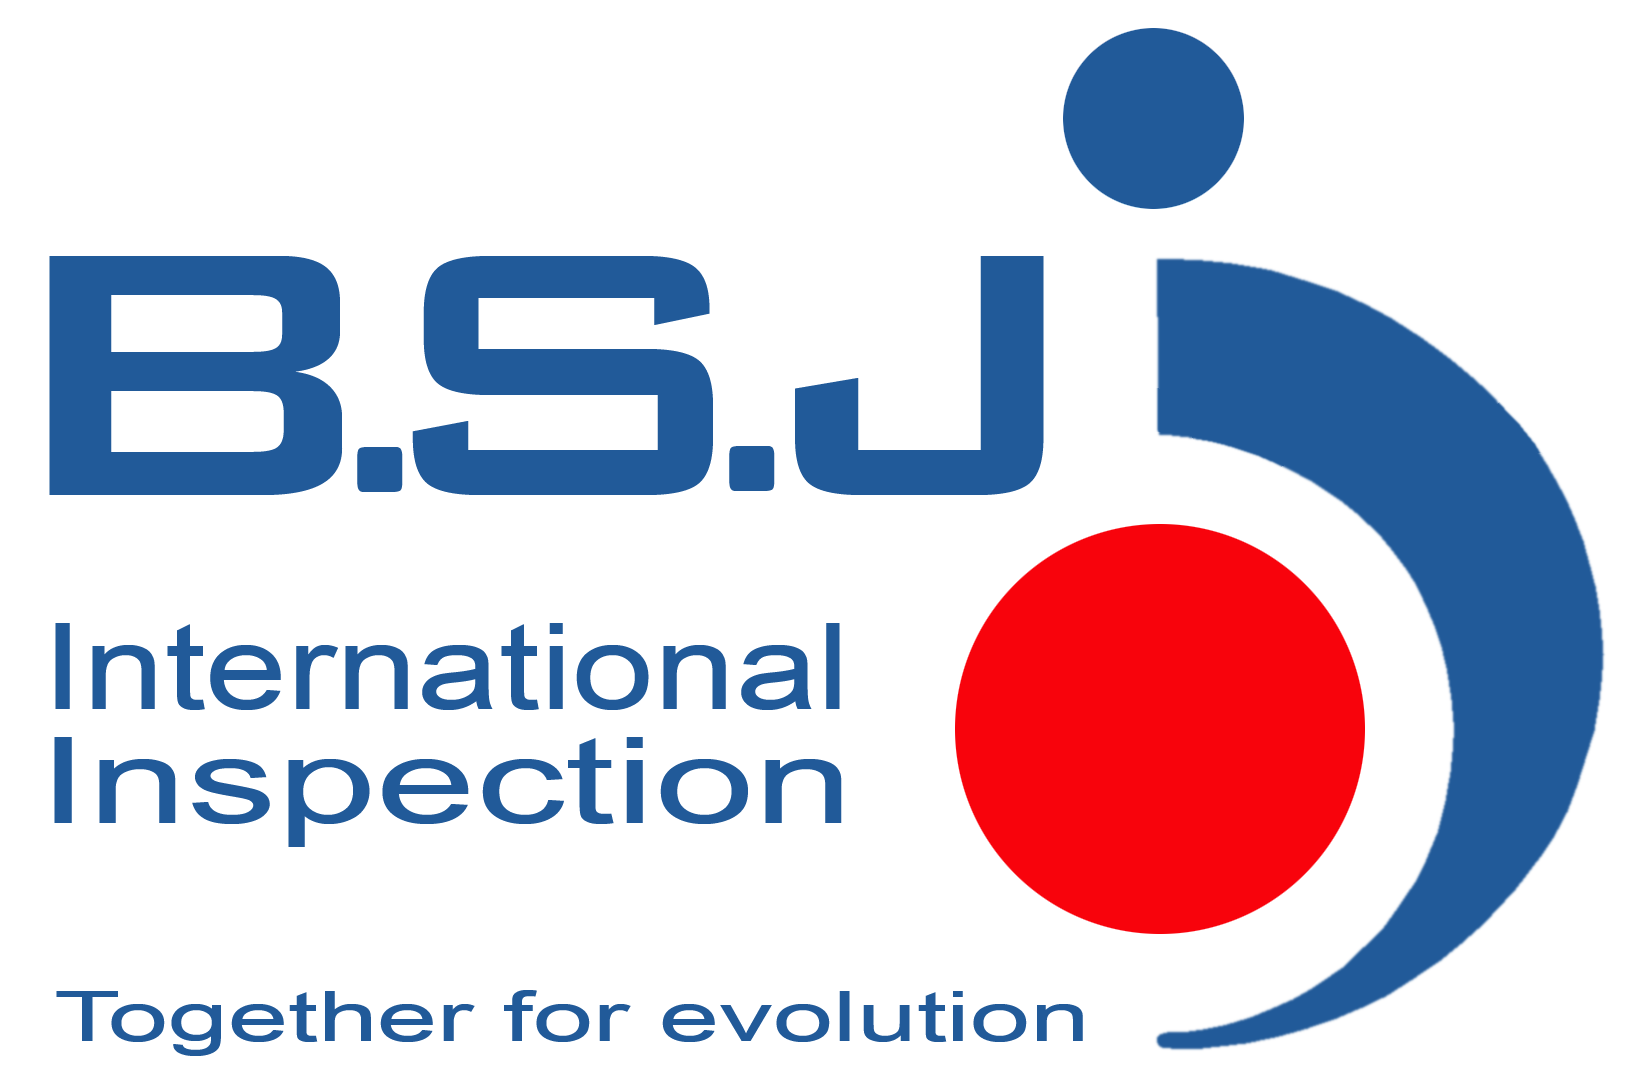 B.S.J
International
Inspection
Together for evolution